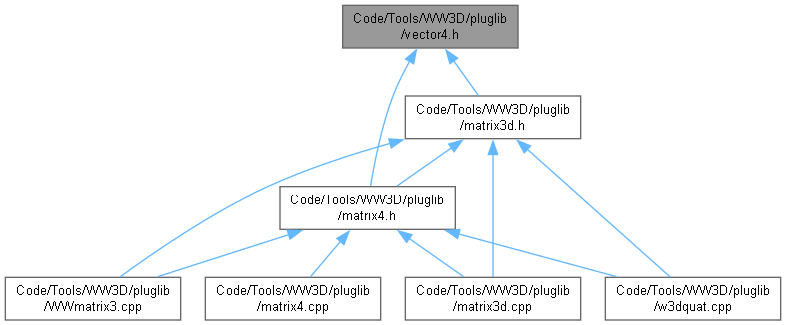 Code/Tools/WW3D/pluglib
/vector4.h
Code/Tools/WW3D/pluglib
/matrix3d.h
Code/Tools/WW3D/pluglib
/matrix4.h
Code/Tools/WW3D/pluglib
/WWmatrix3.cpp
Code/Tools/WW3D/pluglib
/matrix4.cpp
Code/Tools/WW3D/pluglib
/matrix3d.cpp
Code/Tools/WW3D/pluglib
/w3dquat.cpp